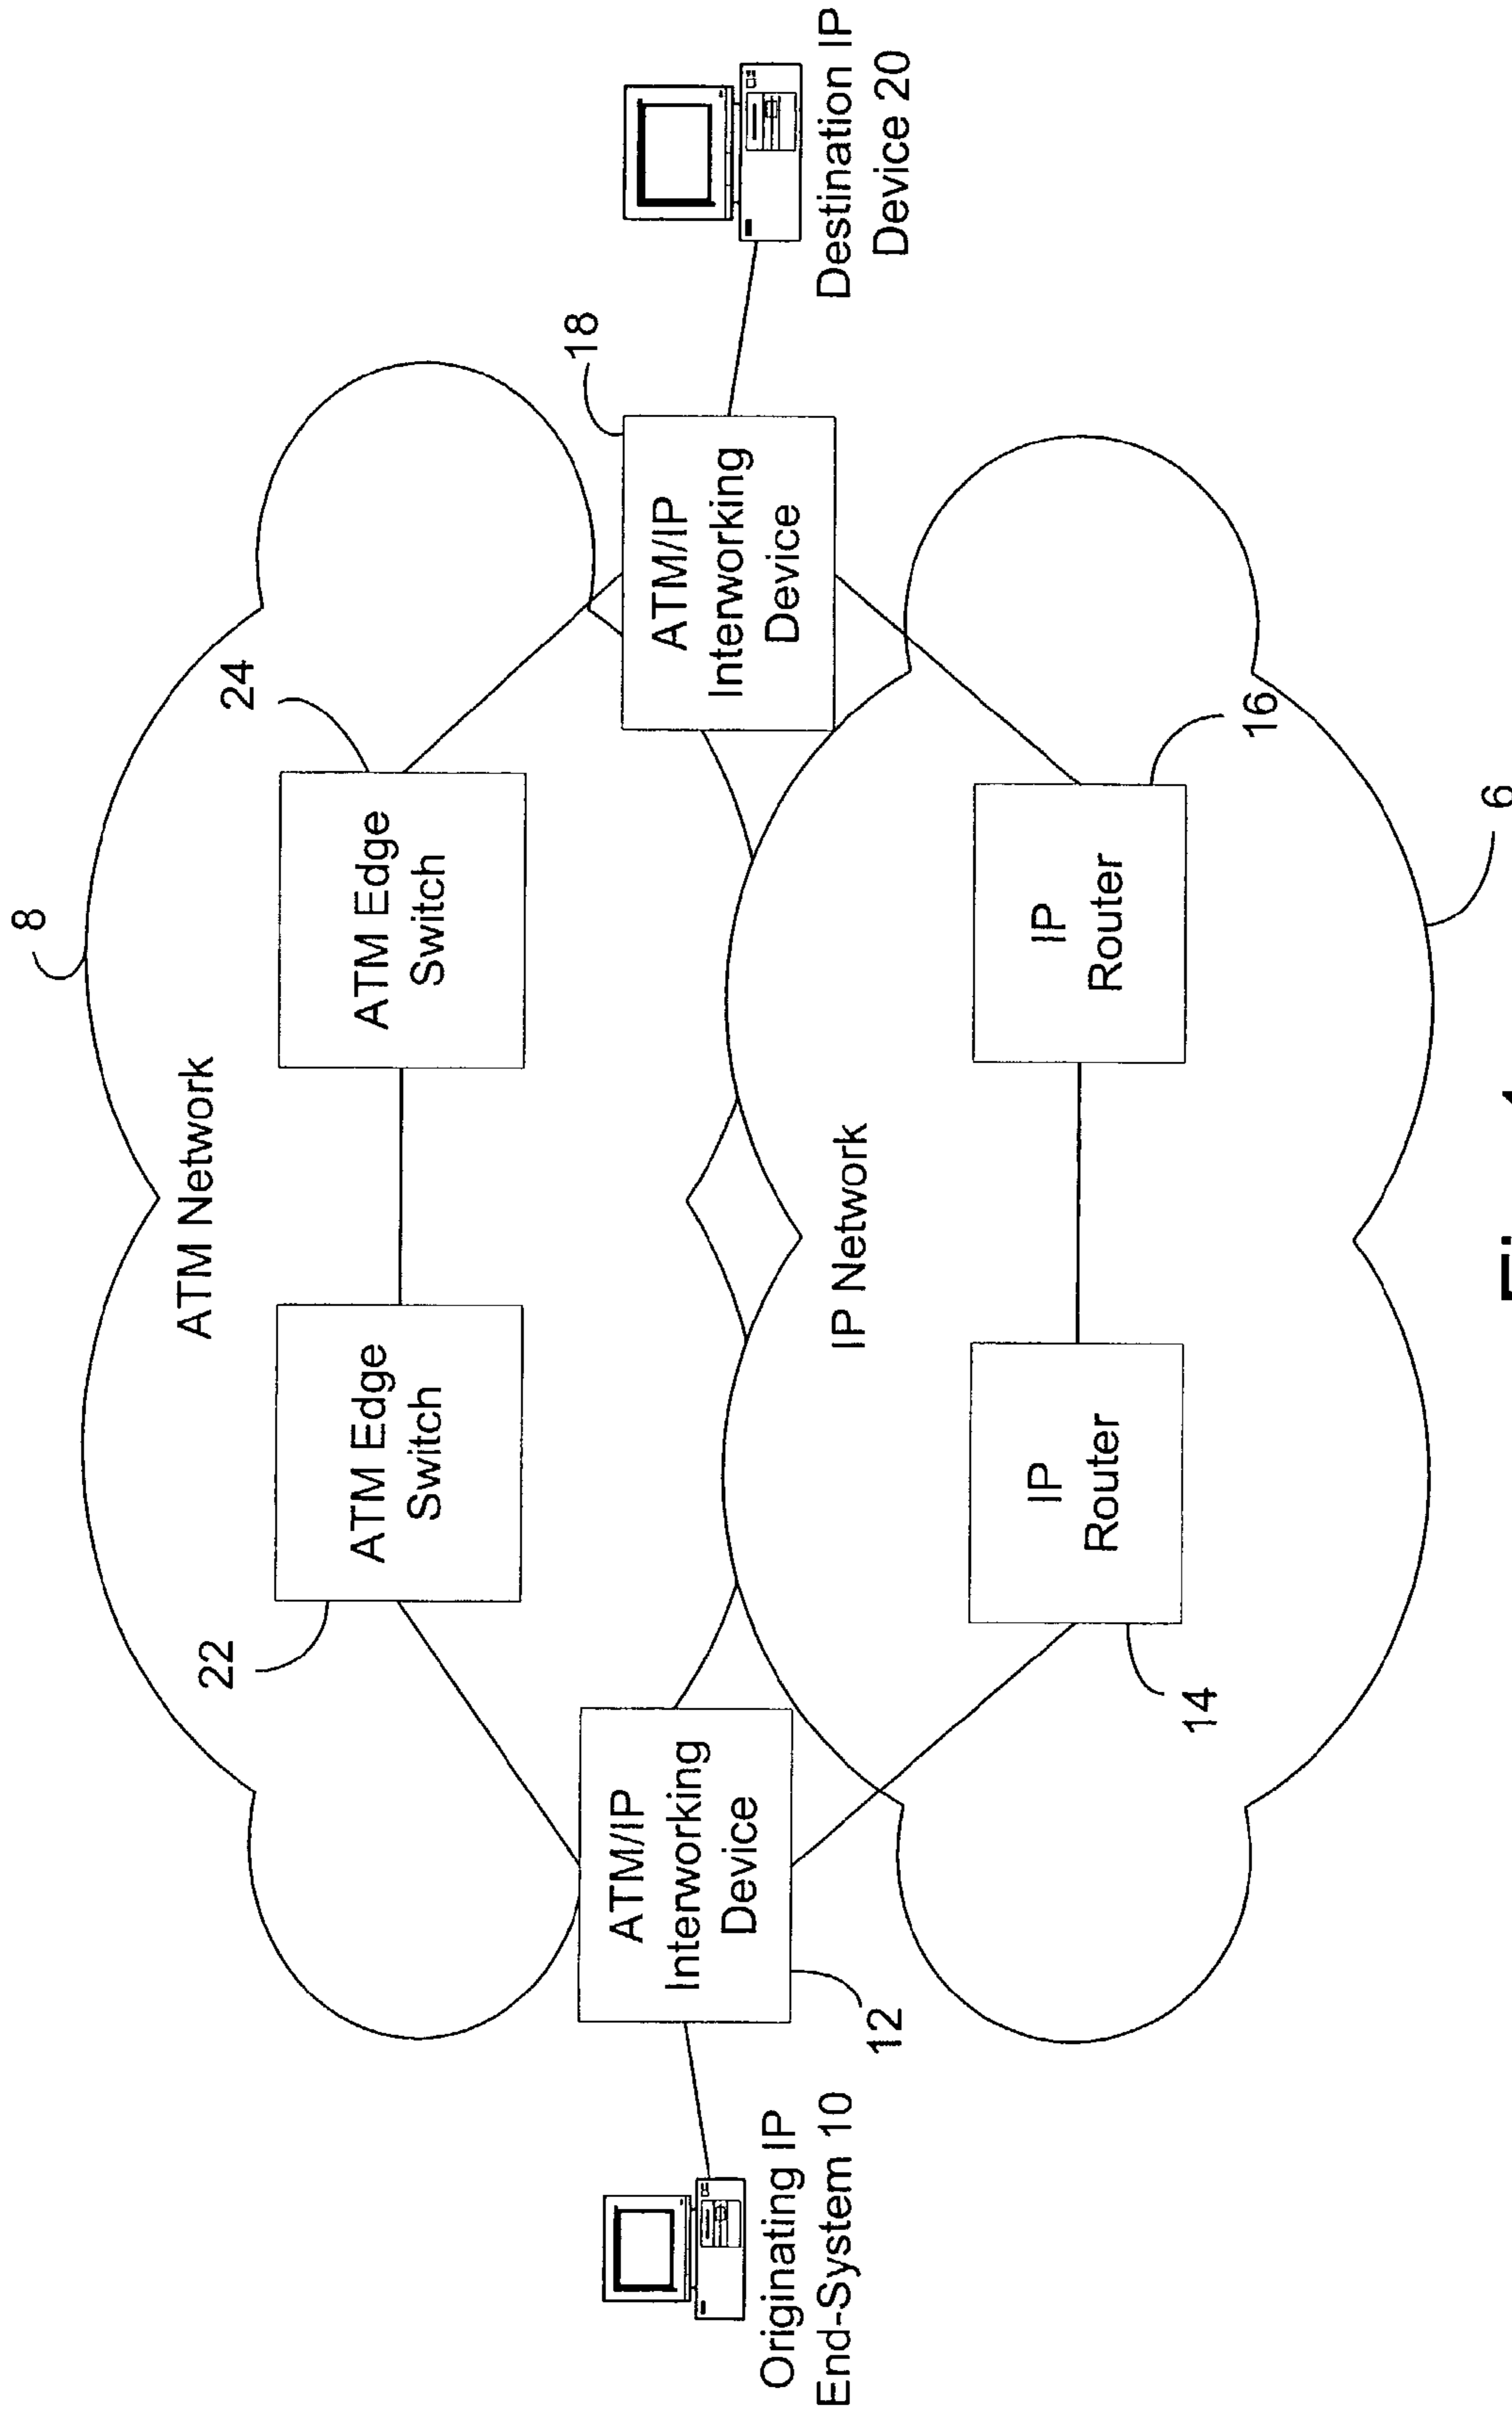 8
ATM Network
22
ATM Edge
Switch
24
ATM Edge
Switch
18
ATM/IP
Interworking
Device
12
ATM/IP
Interworking
Device
Originating IP
End-System 10
Destination IP
Device 20
IP Network
14
IP
Router
16
IP
Router
6